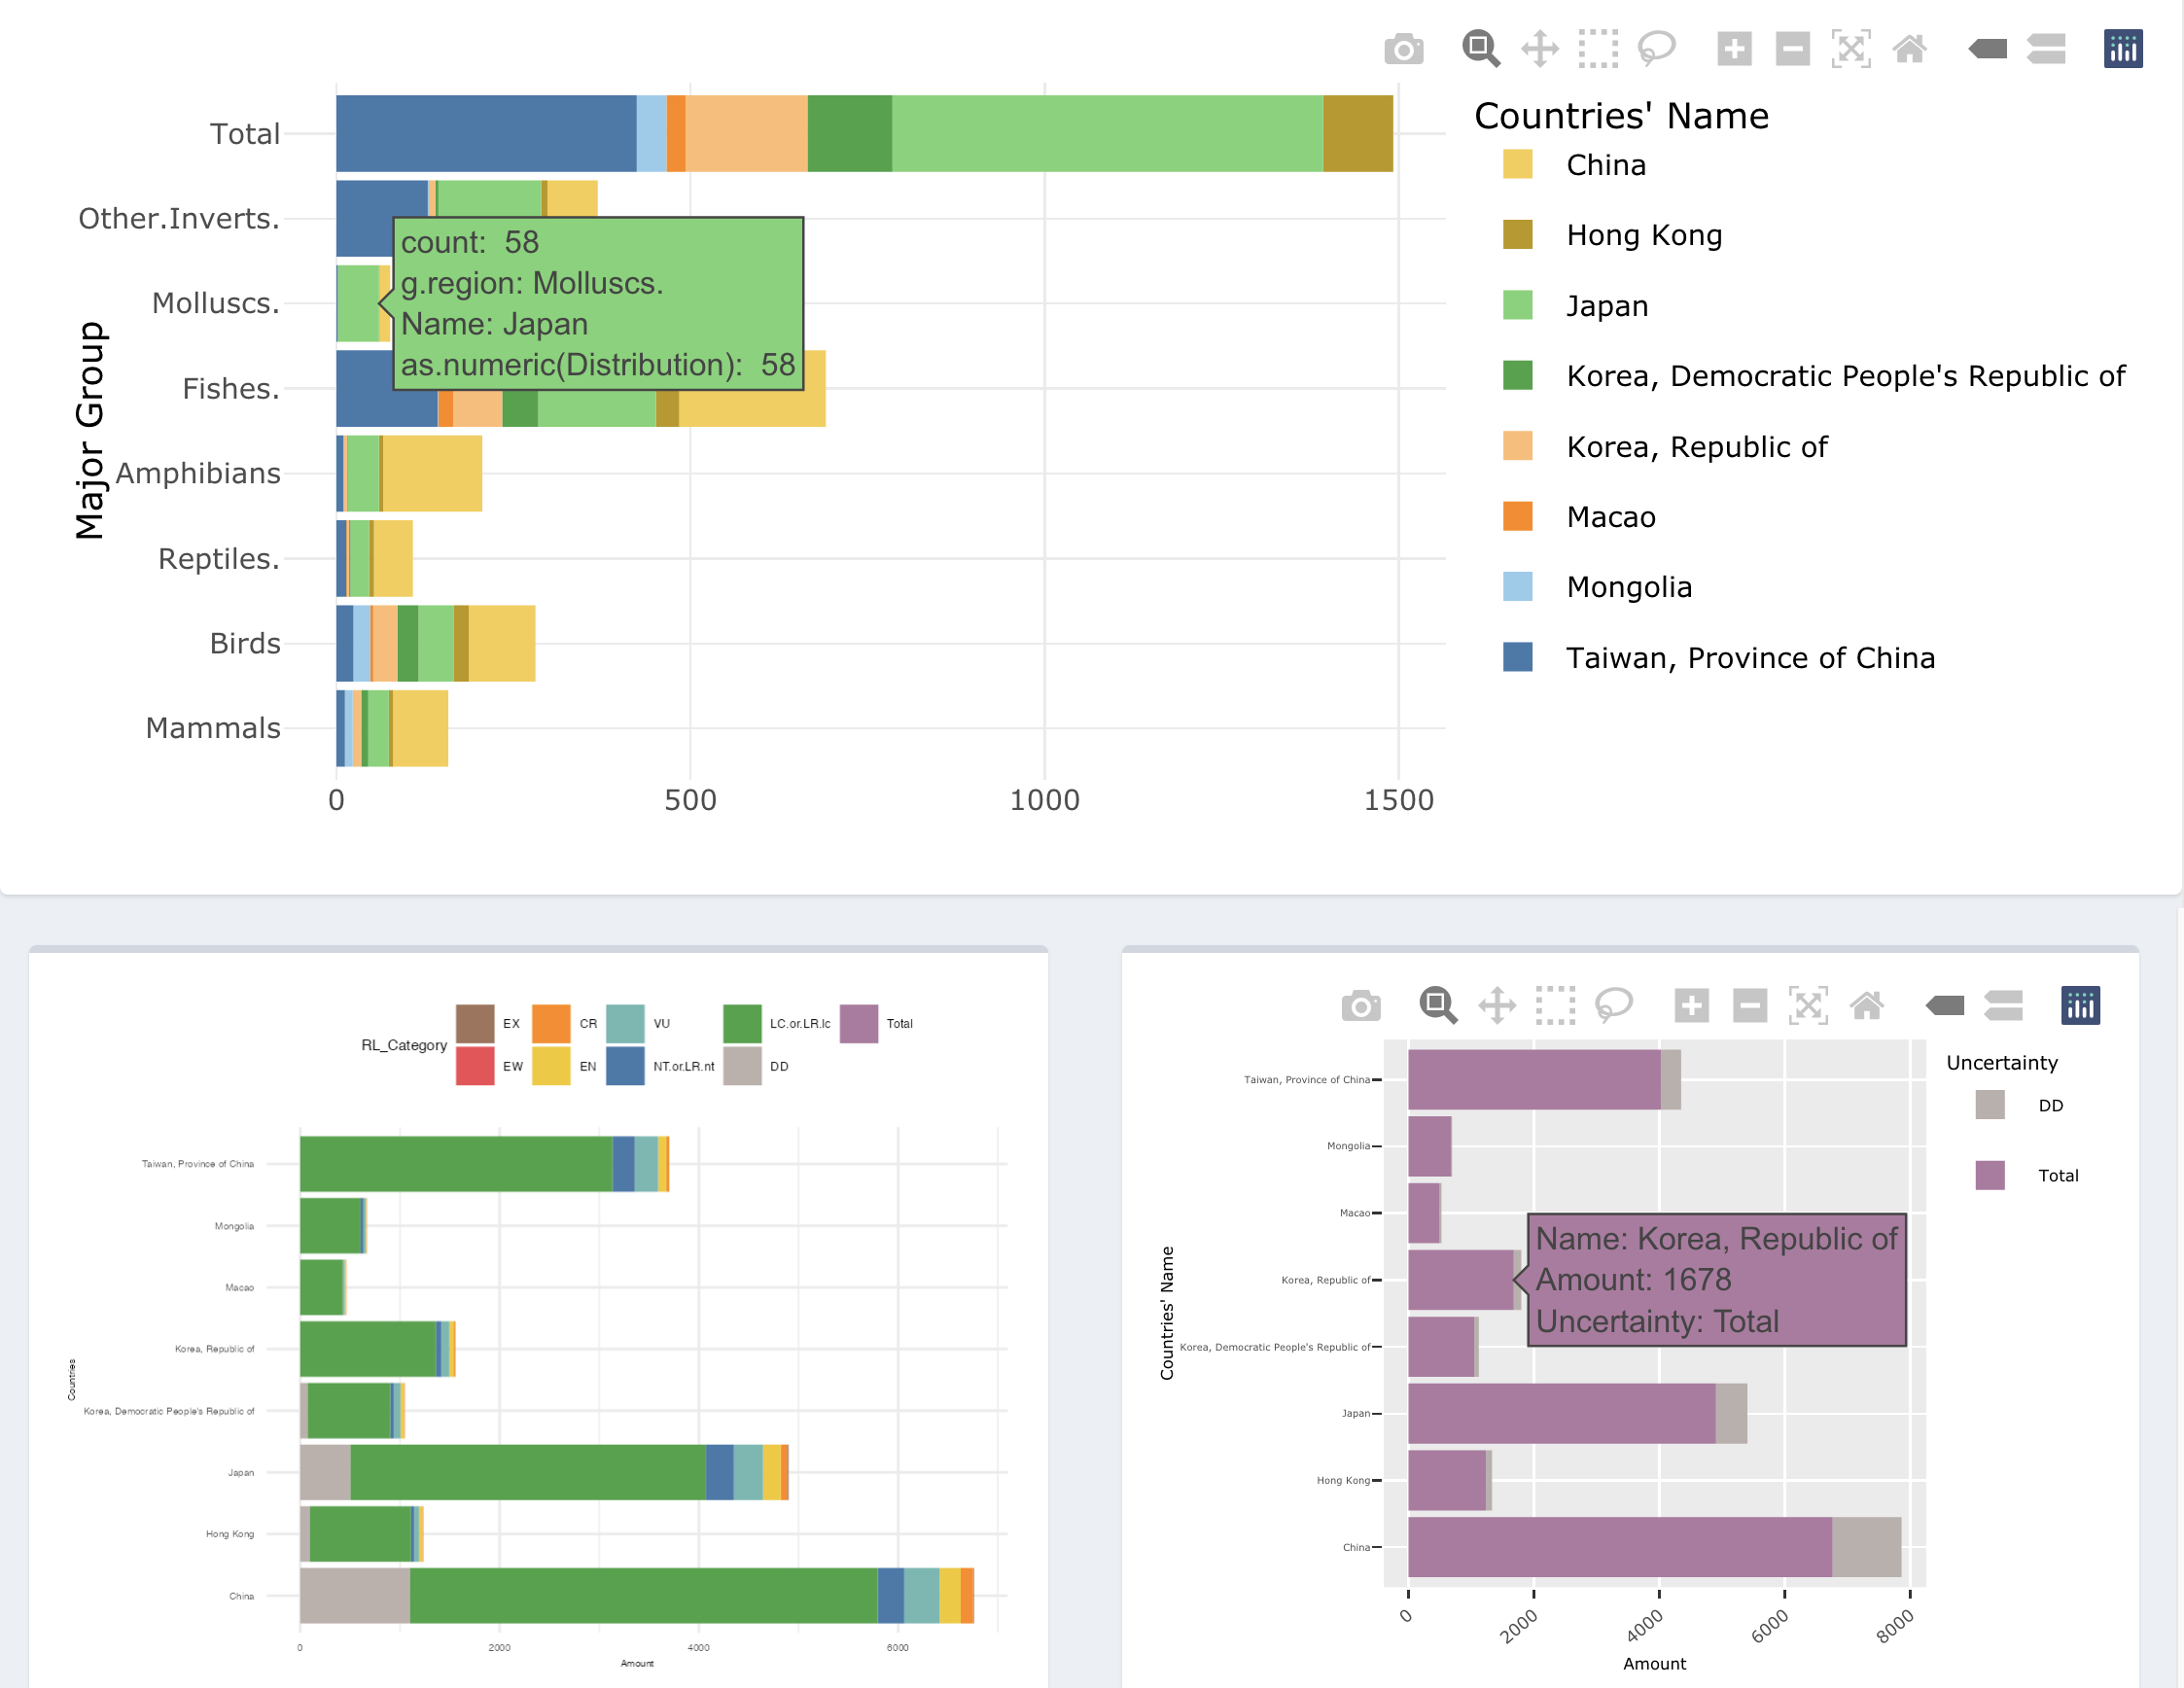 Countries' Name
China
Hong Kong
Japan
Korea, Democratic People's Republic of
Korea, Republic of
Macao
Mongolia
Taiwan, Province of China
Major Group
Total
Other.Inverts.
Molluscs.
Fishes.
Amphibians
Reptiles.
Birds
Mammals
count: 58
g.region: Molluscs.
Name: Japan
as.numeric(Distribution): 58
0 500 1000 1500
RL_Category
EX CR VU LC.or.LR.lc Total
EW EN NT.or.LR.nt DD
Countries
Taiwan, Province of China
Mongolia
Macao
Korea, Republic of
Korea, Democratic People's Republic of
Japan
Hong Kong
China
0 2000 4000 6000
Amount
Uncertainty
DD
Total
Countries' Name
Taiwan, Province of China
Mongolia
Macao
Korea, Republic of
Korea, Democratic People's Republic of
Japan
Hong Kong
China
Name: Korea, Republic of
Amount: 1678
Uncertainty: Total
0 2000 4000 6000 8000
Amount